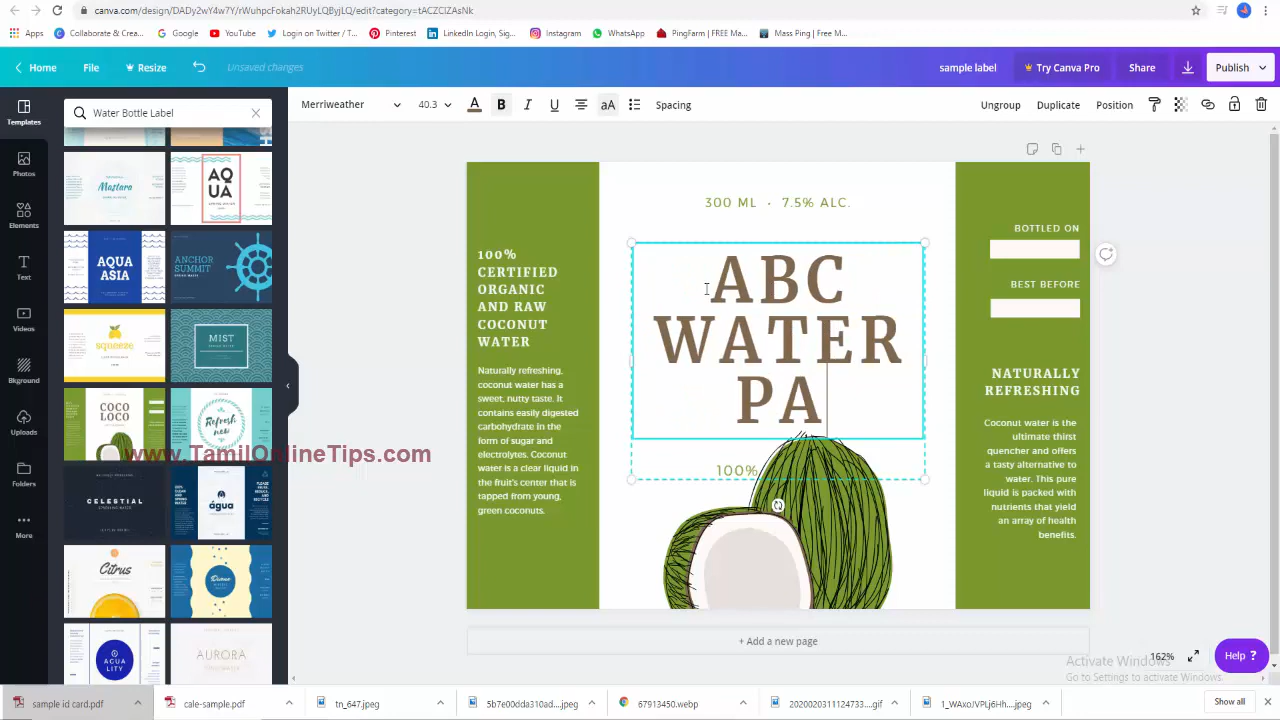 canva.com/design/DADy2wY4w7Y/rWuhpcFokah2RUyLQByjLQ/edit?category=tACZCtZAsNk
Apps Collaborate & Crea... Google YouTube Login on Twitter / T... Pinterest LinkedIn Login, Sig... Instagram WhatsApp PingFarm | FREE Ma... Mass Ping | Free M...
Home File Resize Unsaved changes sample label Try Canva Pro Share Publish
Templates
Photos
Elements
Text
Videos
Bkground
Uploads
Folders
More
Water Bottle Label
AQ
UA
AQUA
ASIA
ANCHOR
SUMMIT
squeeze
MIST
COCO
LOCO
Refresh
CELESTIAL
água
Citrus
AQUA
LITY
AURORA
Merriweather 40.3 A B I U aA Spacing Ungroup Duplicate Position
300 ML · 7.5% ALC.
100%
CERTIFIED
ORGANIC
AND RAW
COCONUT
WATER
Naturally refreshing,
coconut water has a
sweet, nutty taste. It
contains easily digested
carbohydrate in the
form of sugar and
electrolytes. Coconut
water is a clear liquid in
the fruit's center that is
tapped from young,
green coconuts.
ABC
WATER
PA
100%
BOTTLED ON
BEST BEFORE
NATURALLY
REFRESHING
Coconut water is the
ultimate thirst
quencher and offers
a tasty alternative to
water. This pure
liquid is packed with
nutrients that yield
an array of health
benefits.
www.TamilOnlineTips.com
+ Add a new page
162%
Help ?
Activate Windows
Go to Settings to activate Windows.
sample id card.pdf cale-sample.pdf tn_647.jpeg 5b7e00dda310ad....jpeg 67913450.webp 2020020311124733....gif 1_WAxoJVPLj6Hh....jpeg Show all